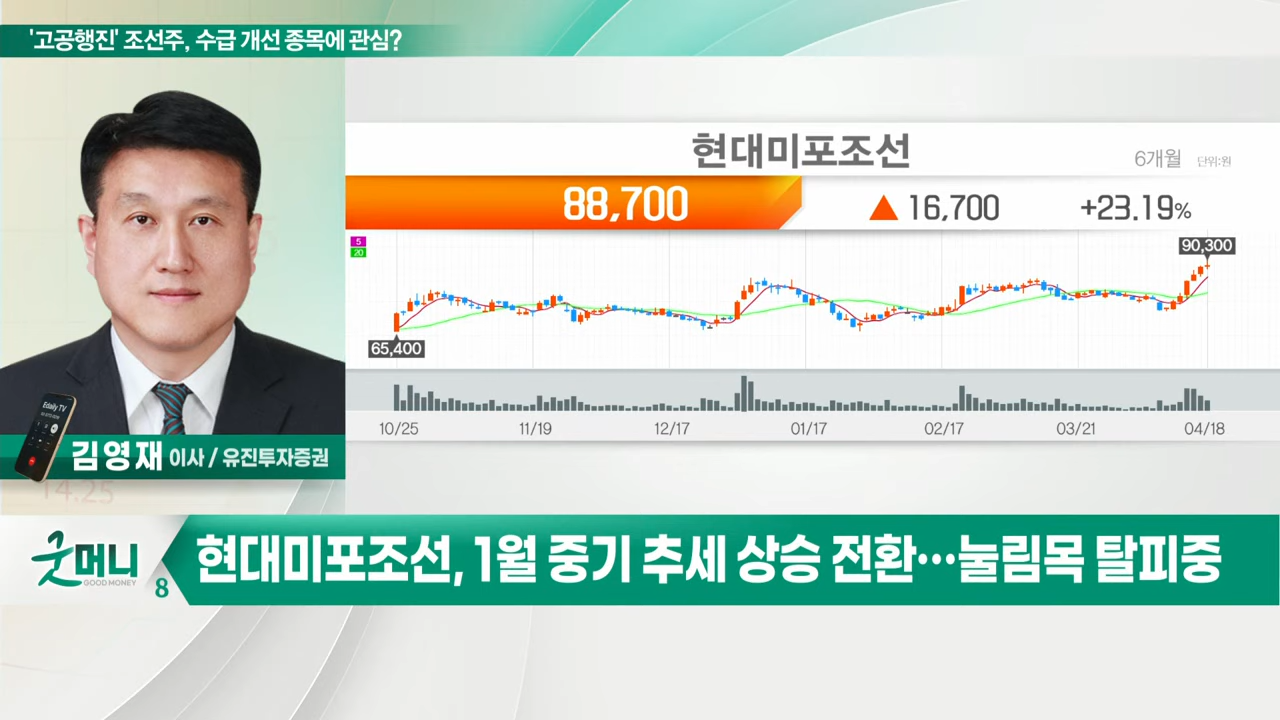 '고공행진' 조선주, 수급 개선 종목에 관심?
현대미포조선
6개월 단위:원
88,700 ▲ 16,700 +23.19%
5
20
90,300
65,400
10/25 11/19 12/17 01/17 02/17 03/21 04/18
Edaily TV
김영재 이사 / 유진투자증권
14.25
굿머니
GOOD MONEY
8
현대미포조선, 1월 중기 추세 상승 전환…눌림목 탈피중